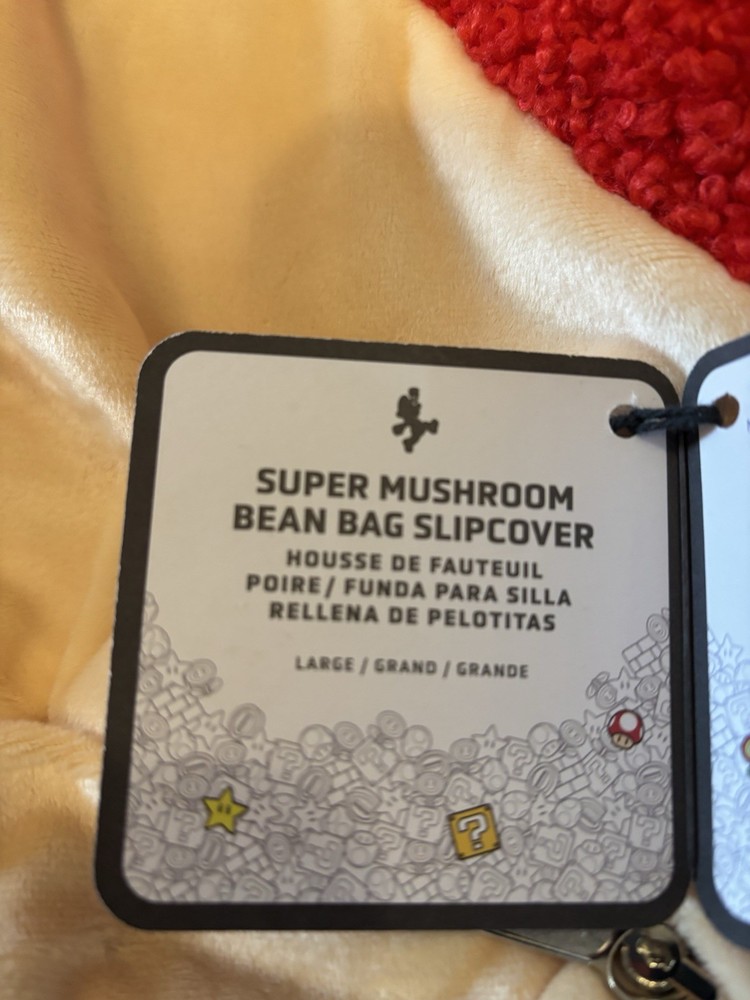 SUPER MUSHROOM
BEAN BAG SLIPCOVER
HOUSSE DE FAUTEUIL
POIRE / FUNDA PARA SILLA
RELLENA DE PELOTITAS
LARGE / GRAND / GRANDE
?